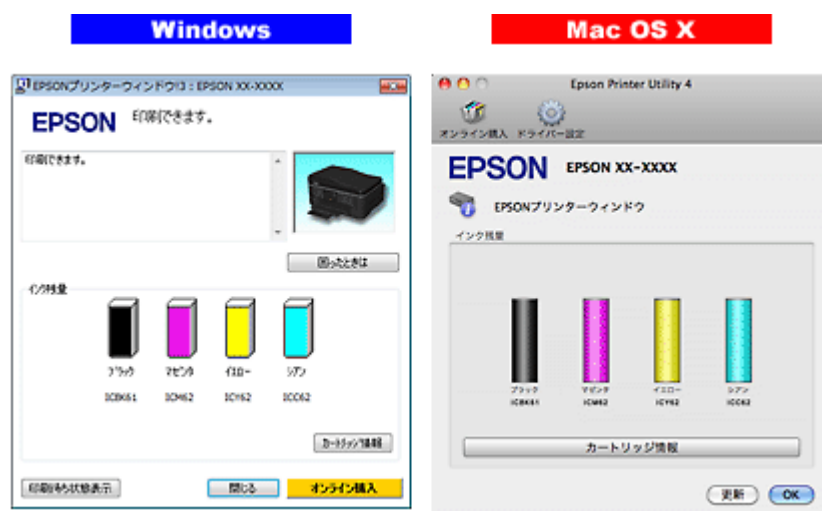 Windows
Mac OS X
EPSONプリンターウィンドウ!3 : EPSON XX-XXXX
EPSON
印刷できます。
印刷できます。
困ったときは
インク残量
ブラック
マゼンタ
イエロー
シアン
ICBK61
ICM62
ICY62
ICC62
カートリッジ情報
印刷待ち状態表示
閉じる
オンライン購入
Epson Printer Utility 4
オンライン購入
ドライバー設定
EPSON
EPSON XX-XXXX
EPSONプリンターウィンドウ
インク残量
ブラック
マゼンタ
イエロー
シアン
ICBK61
ICM62
ICY62
ICC62
カートリッジ情報
更新
OK